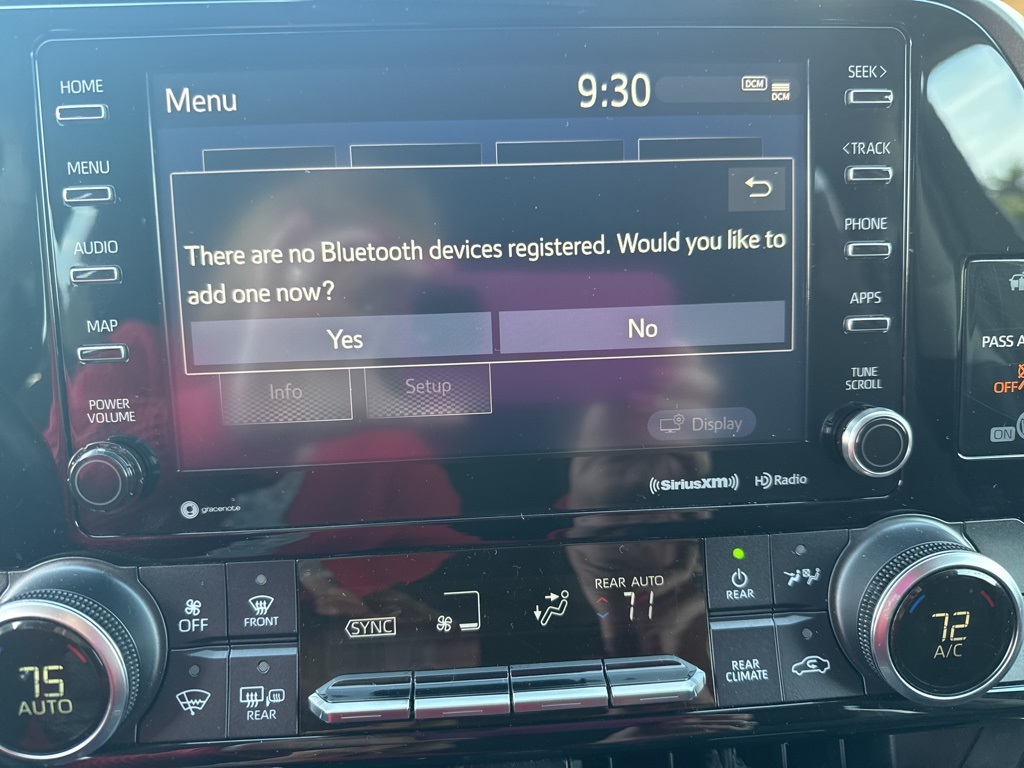 HOME
MENU
AUDIO
MAP
POWER
VOLUME
Menu
9:30
DCM
DCM
There are no Bluetooth devices registered. Would you like to
add one now?
Yes
No
Info
Setup
Display
gracenote
((SiriusXM))
HD Radio
SEEK>
<TRACK
PHONE
APPS
TUNE
SCROLL
PASS A
OFF
ON
75
AUTO
OFF
FRONT
REAR
SYNC
REAR AUTO
71
REAR
REAR
CLIMATE
72
A/C